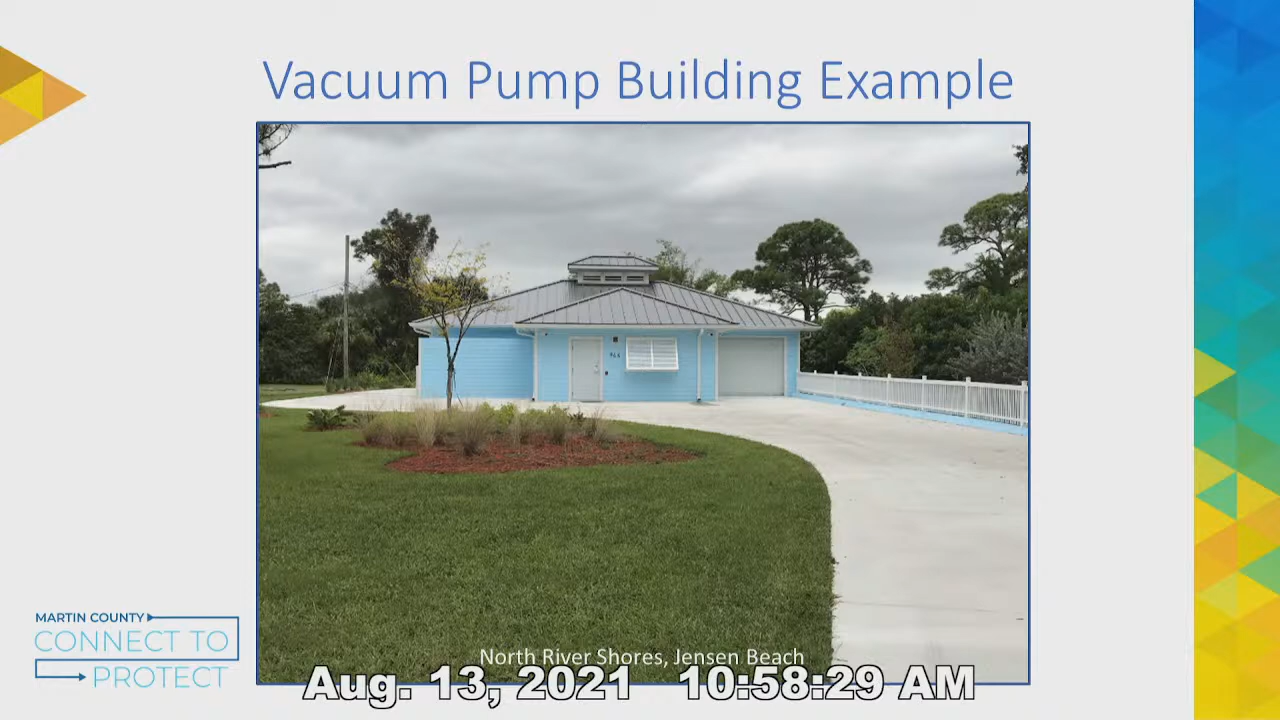 Vacuum Pump Building Example
MARTIN COUNTY
CONNECT TO
PROTECT
North River Shores, Jensen Beach
Aug. 13, 2021 10:58:29 AM